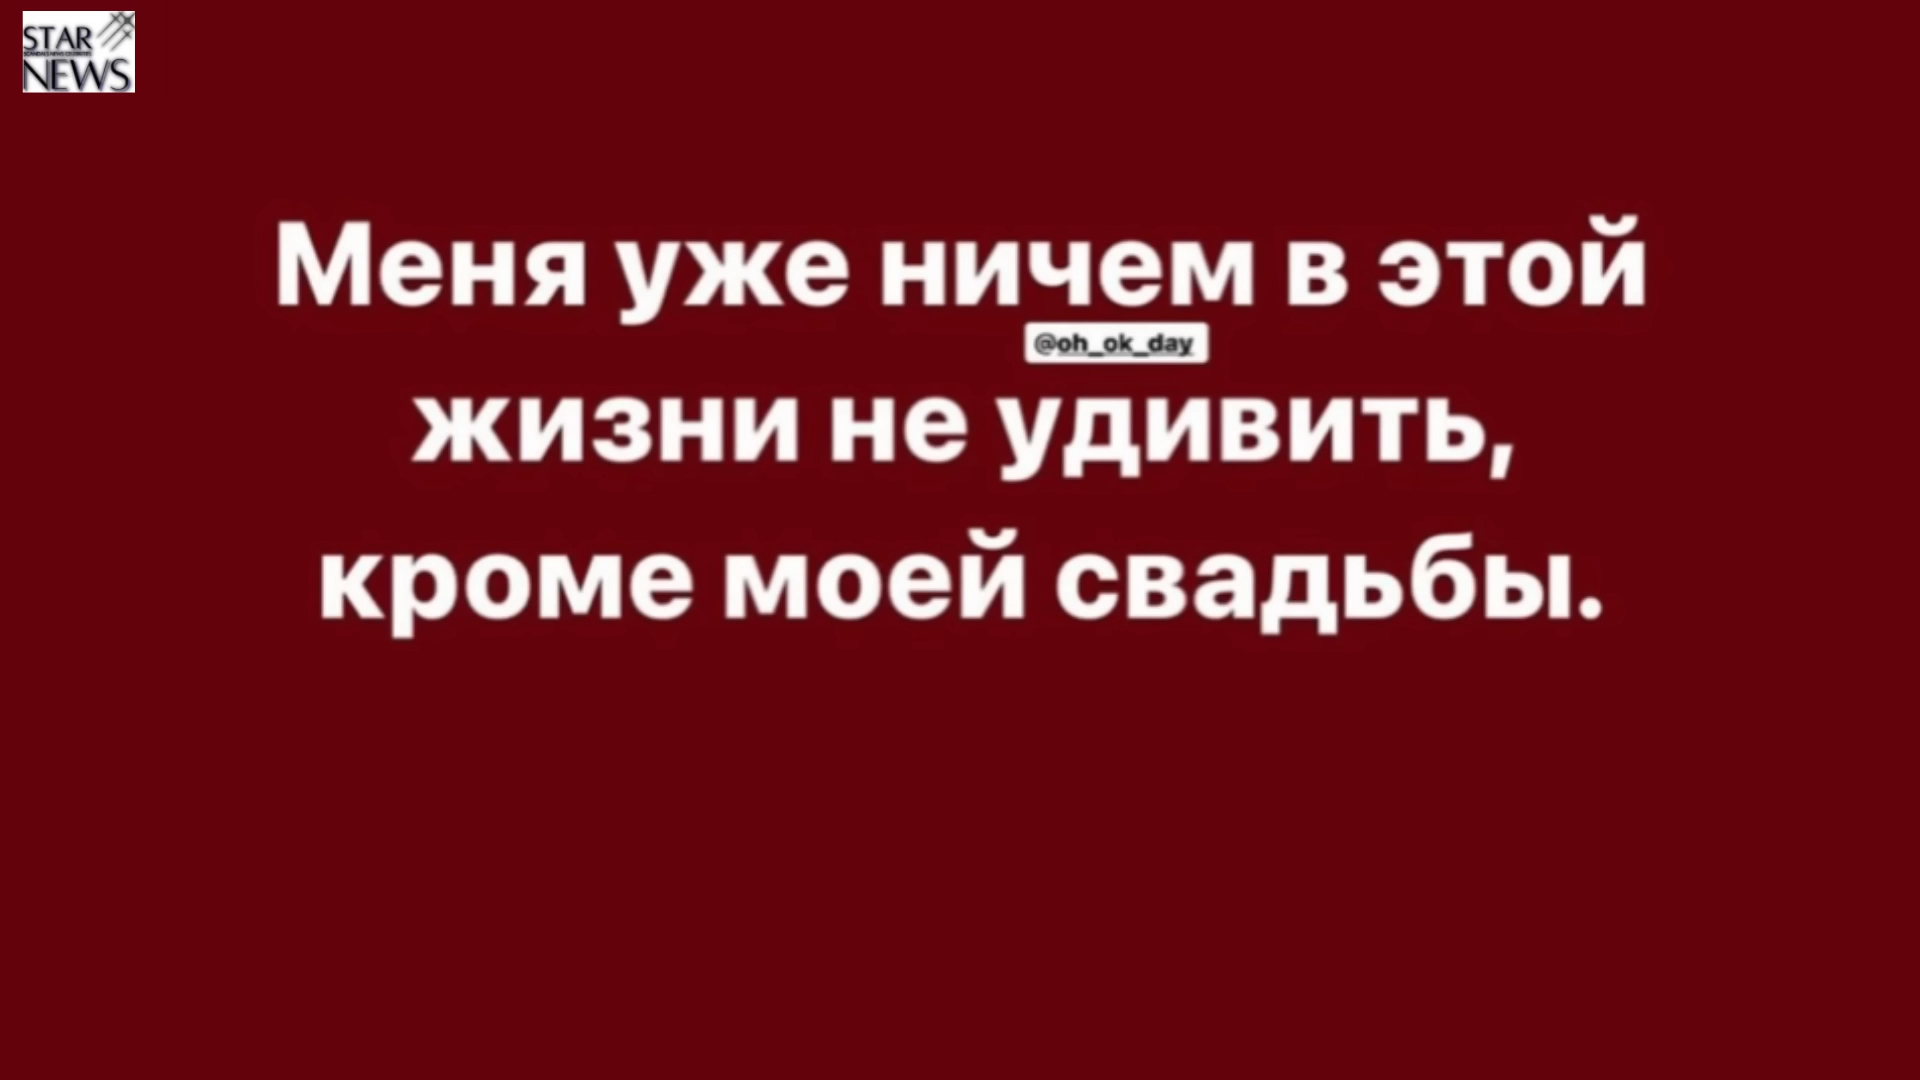 STAR
NEWS
Меня уже ничем в этой
@oh_ok_day
жизни не удивить,
кроме моей свадьбы.